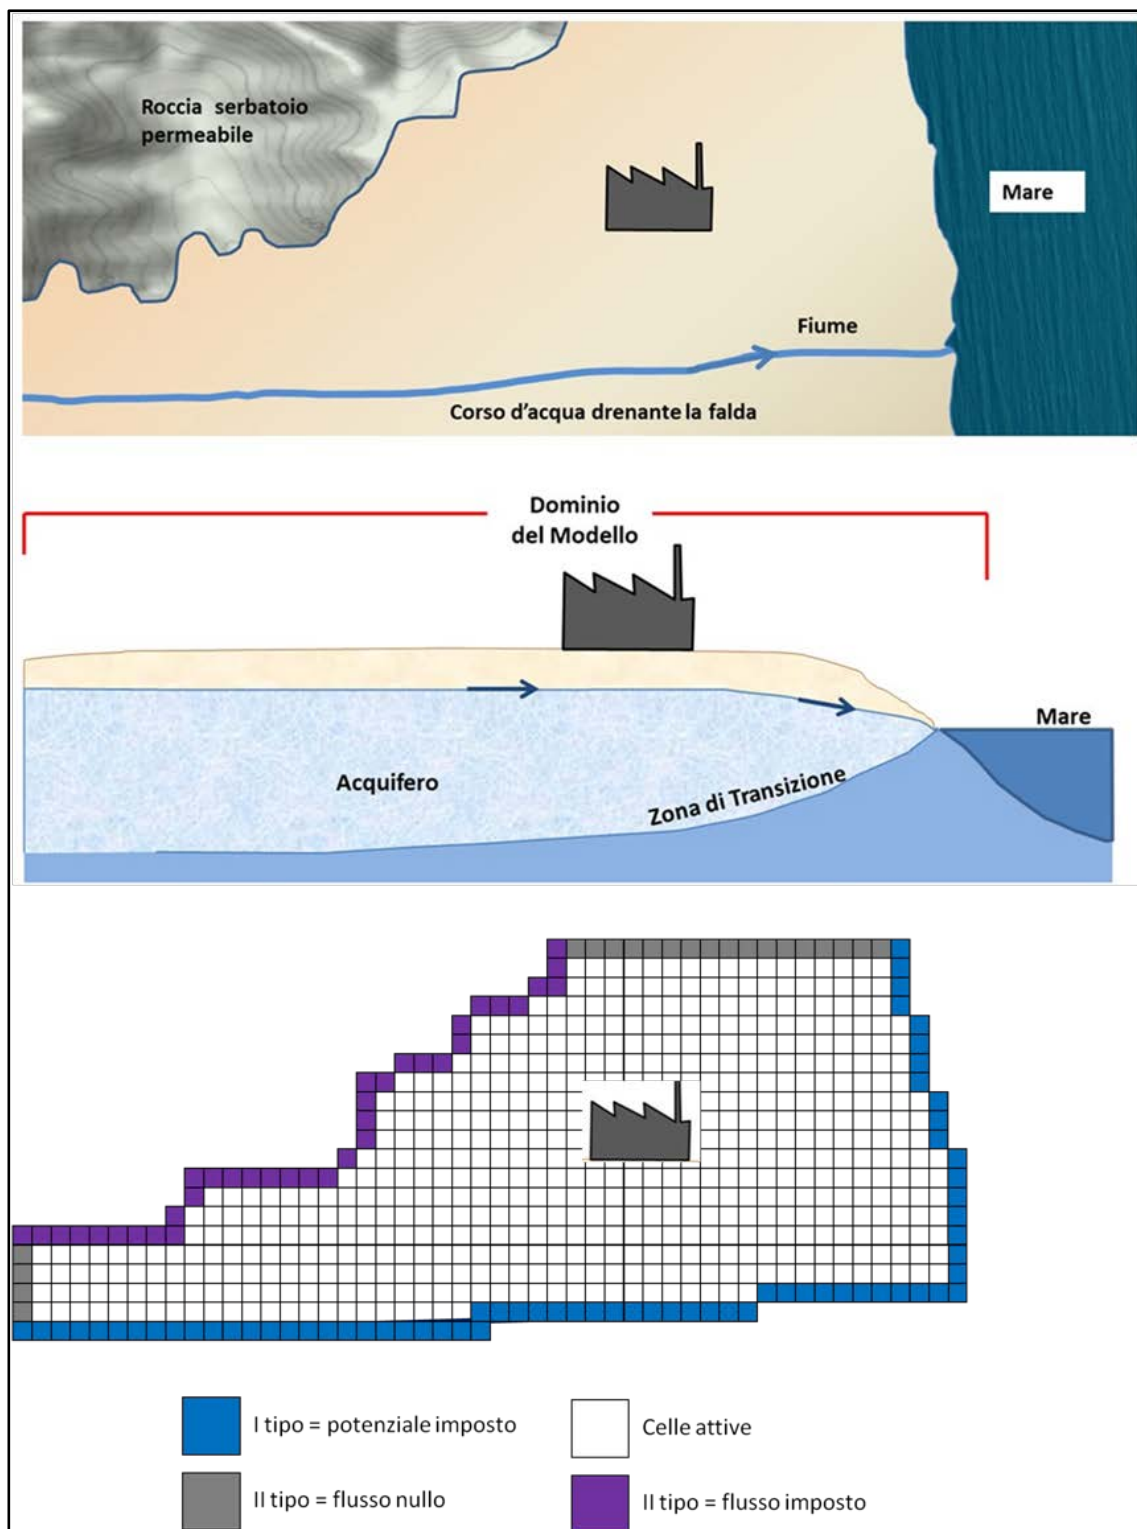 Roccia serbatoio
permeabile
Mare
Fiume
Corso d'acqua drenante la falda
Dominio
del Modello
Mare
Acquifero
Zona di Transizione
I tipo = potenziale imposto
Celle attive
II tipo = flusso nullo
II tipo = flusso imposto